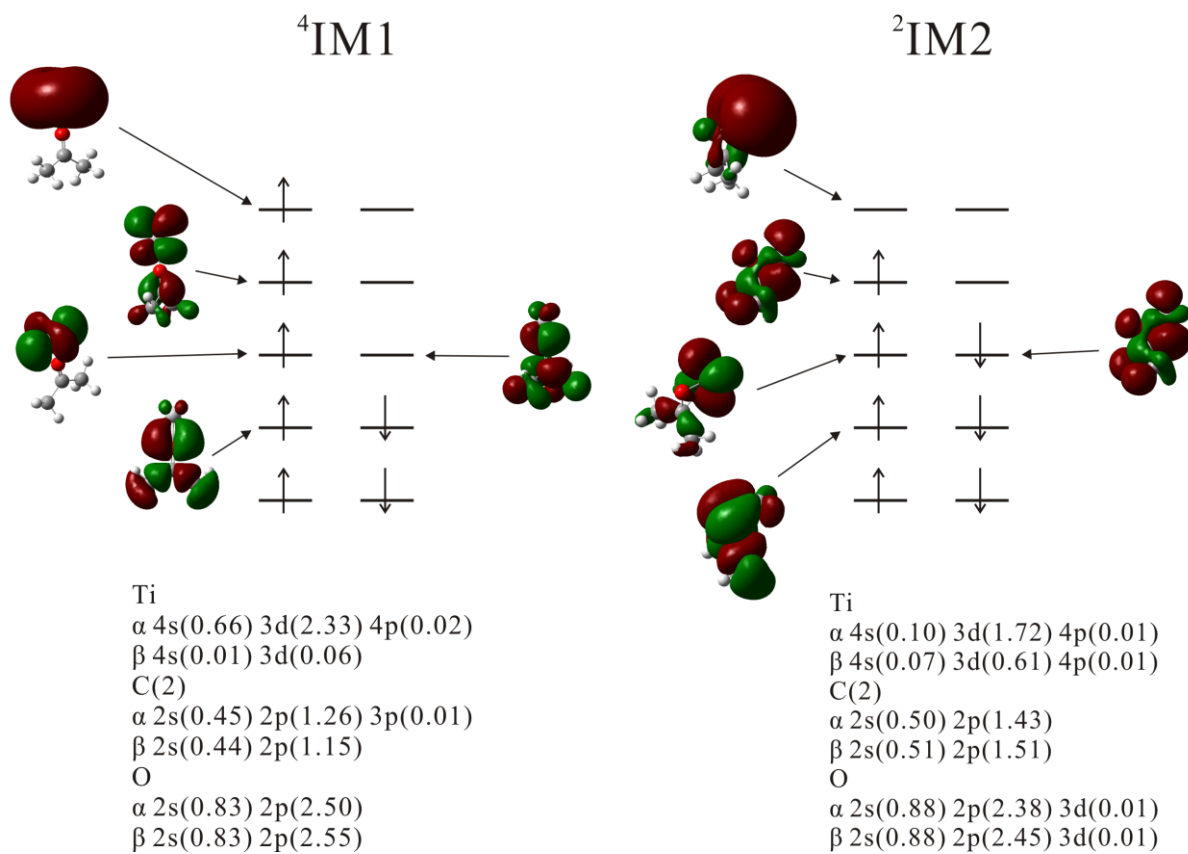 ⁴IM1
²IM2
Ti
α 4s(0.66) 3d(2.33) 4p(0.02)
β 4s(0.01) 3d(0.06)
C(2)
α 2s(0.45) 2p(1.26) 3p(0.01)
β 2s(0.44) 2p(1.15)
O
α 2s(0.83) 2p(2.50)
β 2s(0.83) 2p(2.55)
Ti
α 4s(0.10) 3d(1.72) 4p(0.01)
β 4s(0.07) 3d(0.61) 4p(0.01)
C(2)
α 2s(0.50) 2p(1.43)
β 2s(0.51) 2p(1.51)
O
α 2s(0.88) 2p(2.38) 3d(0.01)
β 2s(0.88) 2p(2.45) 3d(0.01)